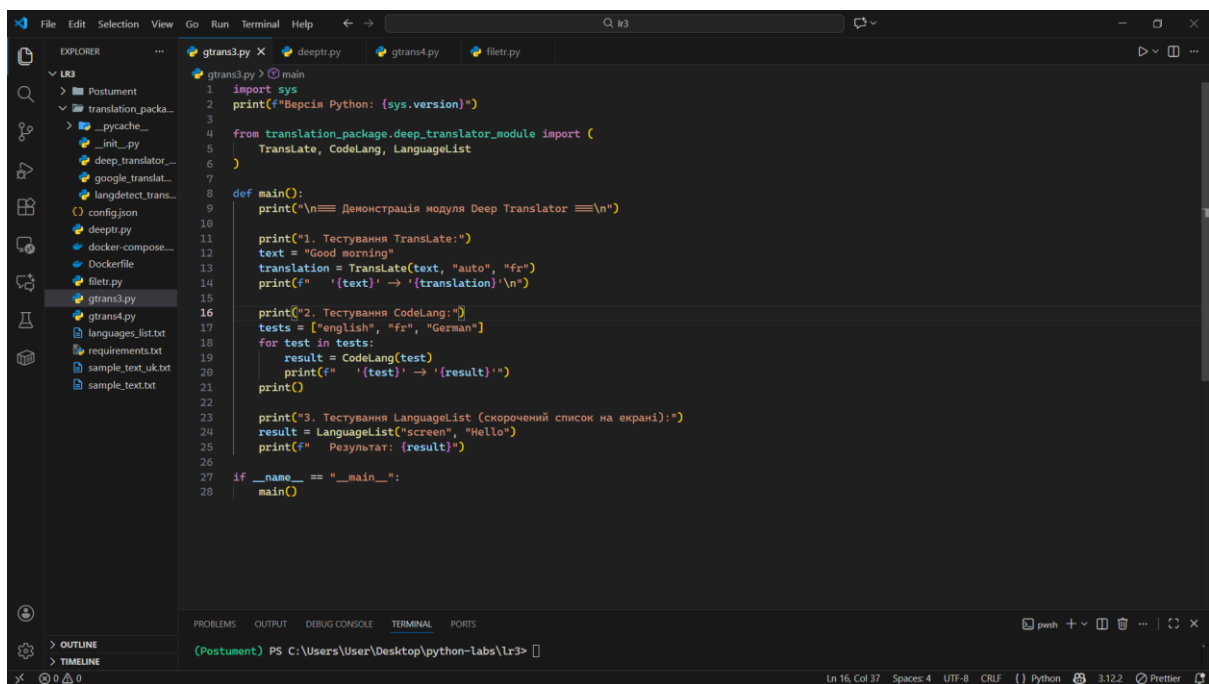 File Edit Selection View Go Run Terminal Help
lr3
EXPLORER
LR3
Postument
translation_packa...
__pycache__
__init__.py
deep_translator_...
google_translat...
langdetect_trans...
config.json
deeptr.py
docker-compose....
Dockerfile
filetr.py
gtrans3.py
gtrans4.py
languages_list.txt
requirements.txt
sample_text_uk.txt
sample_text.txt
OUTLINE
TIMELINE
gtrans3.py deeptr.py gtrans4.py filetr.py
gtrans3.py > main
1 import sys
2 print(f"Версія Python: {sys.version}")
3
4 from translation_package.deep_translator_module import (
5     TransLate, CodeLang, LanguageList
6 )
7
8 def main():
9     print("\n=== Демонстрація модуля Deep Translator ===\n")
10
11     print("1. Тестування TransLate:")
12     text = "Good morning"
13     translation = TransLate(text, "auto", "fr")
14     print(f"   '{text}' -> '{translation}'\n")
15
16     print("2. Тестування CodeLang:")
17     tests = ["english", "fr", "German"]
18     for test in tests:
19         result = CodeLang(test)
20         print(f"   '{test}' -> '{result}'")
21     print()
22
23     print("3. Тестування LanguageList (скорочений список на екрані):")
24     result = LanguageList("screen", "Hello")
25     print(f"   Результат: {result}")
26
27 if __name__ == "__main__":
28     main()
PROBLEMS OUTPUT DEBUG CONSOLE TERMINAL PORTS
pwsh
(Postument) PS C:\Users\User\Desktop\python-labs\lr3>
0 0 Ln 16, Col 37 Spaces: 4 UTF-8 CRLF {} Python 3.12.2 Prettier